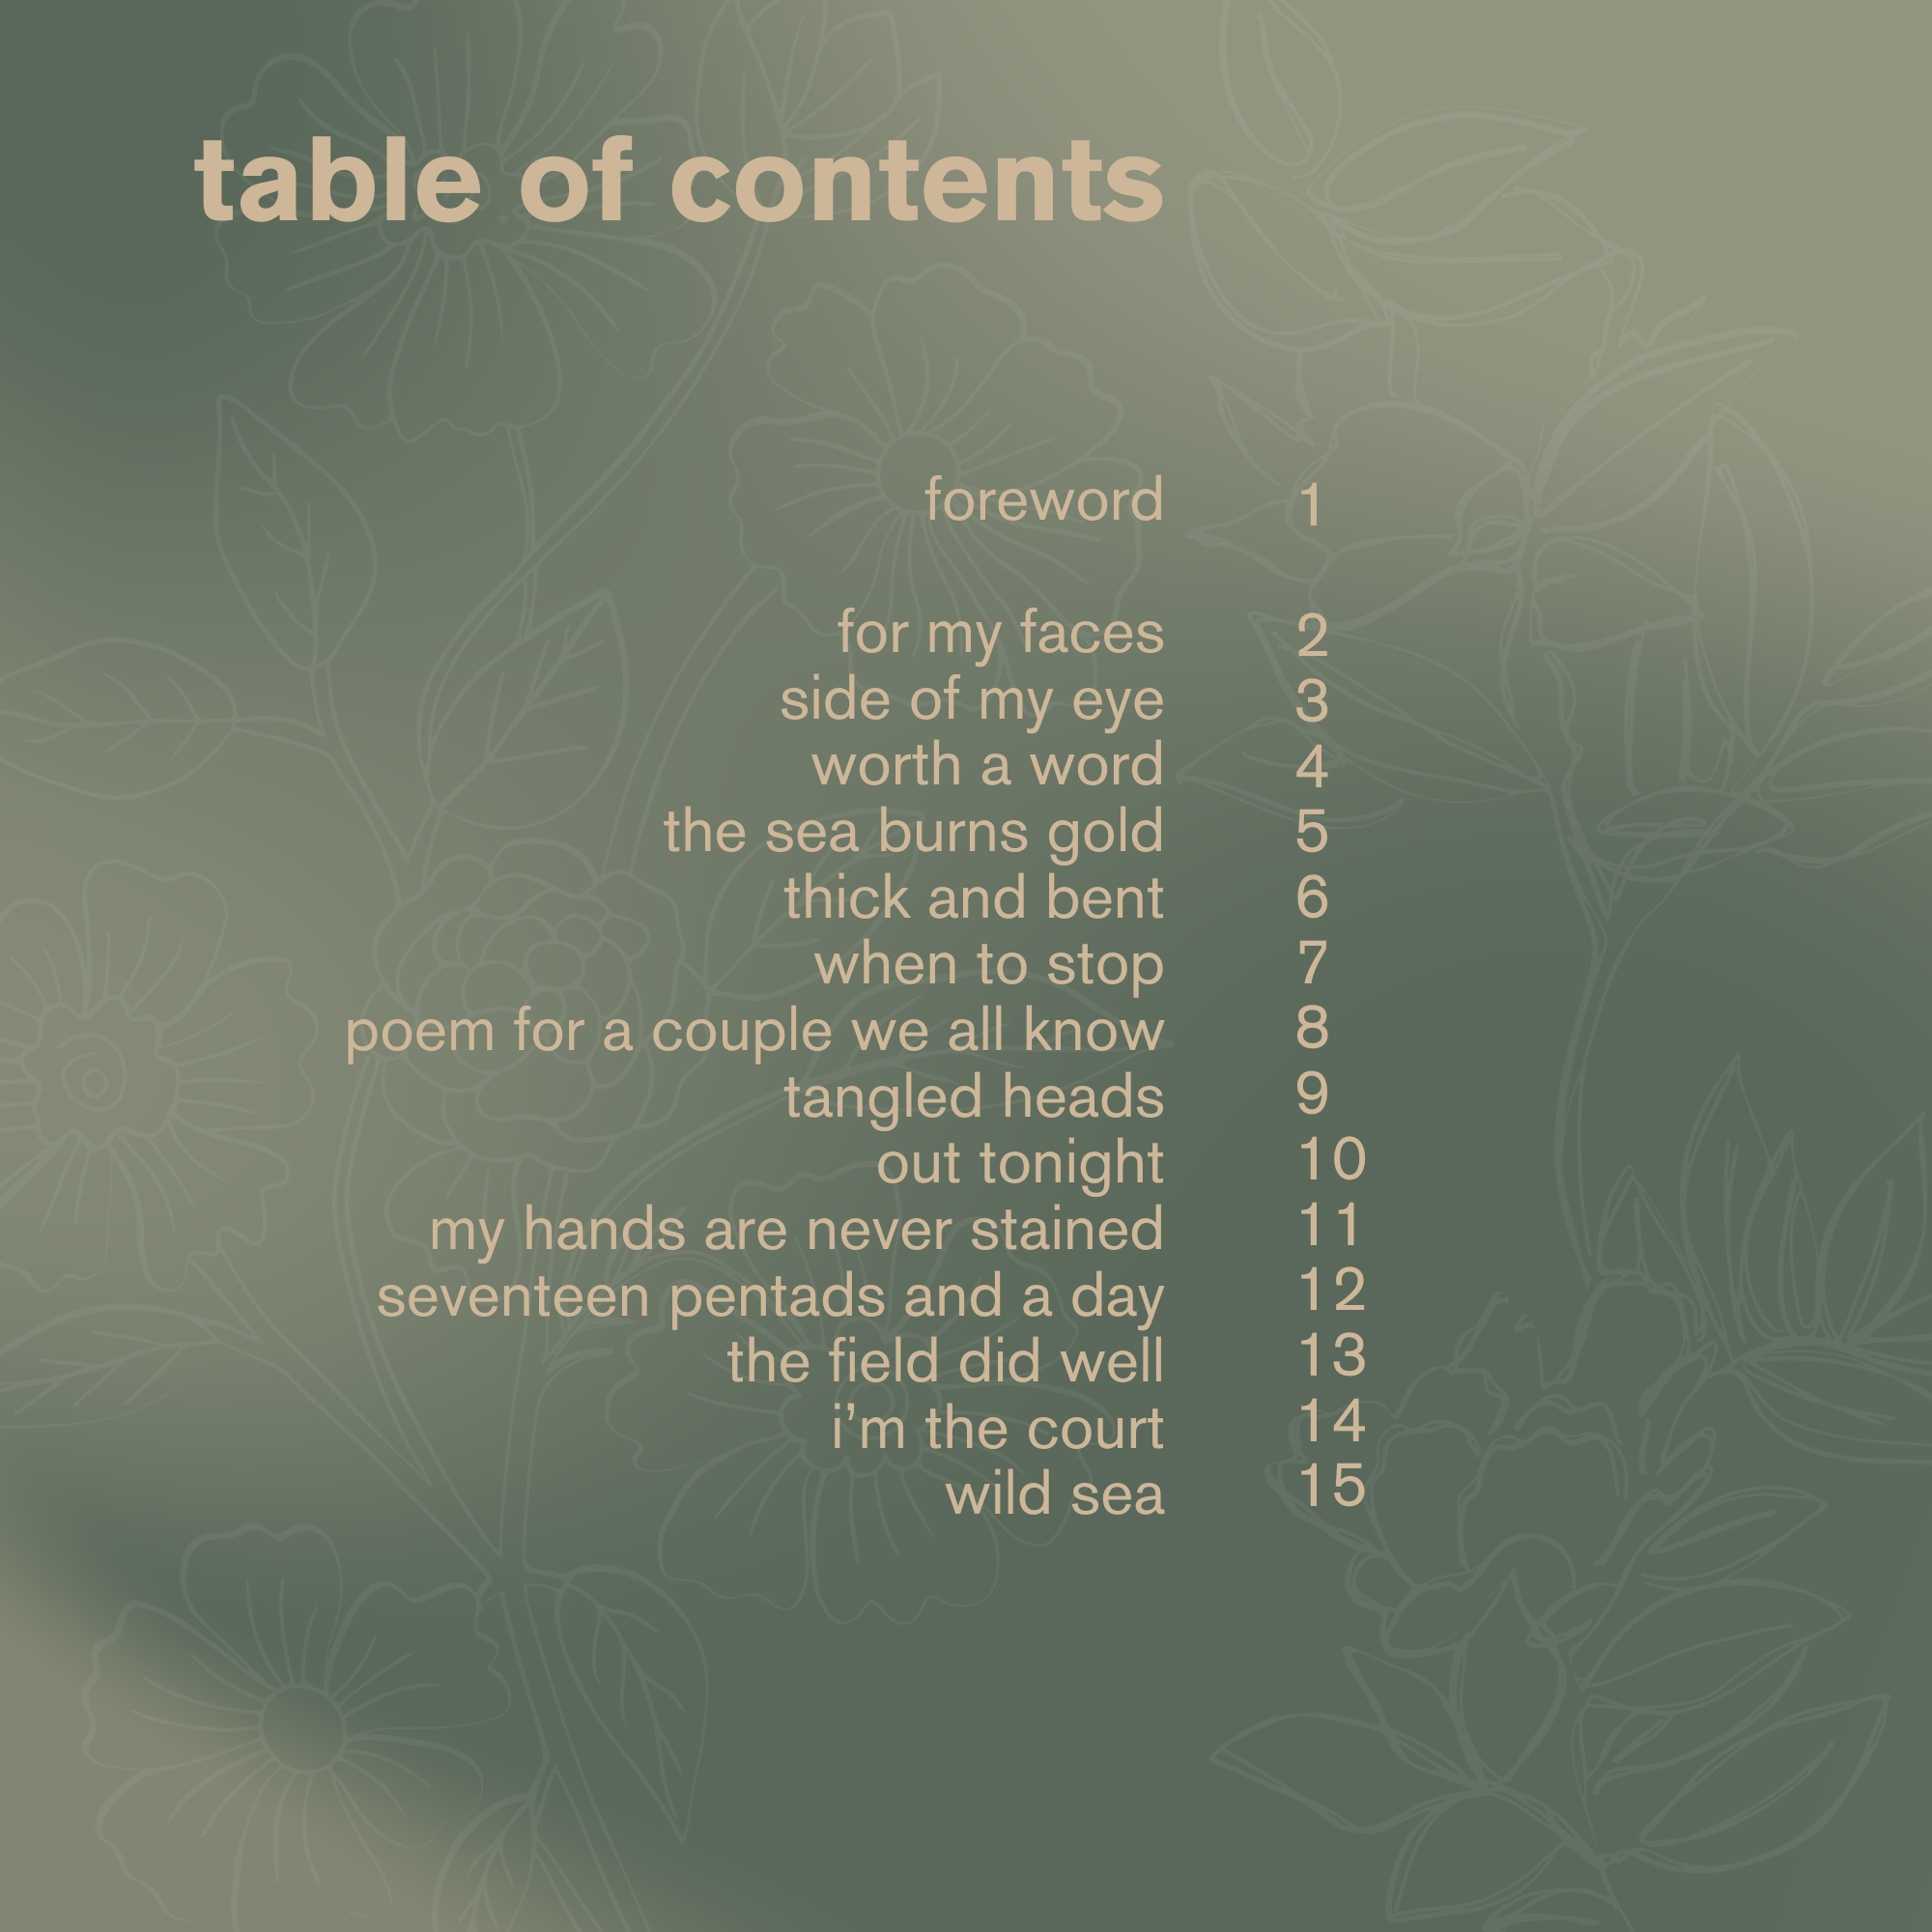 table of contents
foreword 1
for my faces 2
side of my eye 3
worth a word 4
the sea burns gold 5
thick and bent 6
when to stop 7
poem for a couple we all know 8
tangled heads 9
out tonight 10
my hands are never stained 11
seventeen pentads and a day 12
the field did well 13
i’m the court 14
wild sea 15